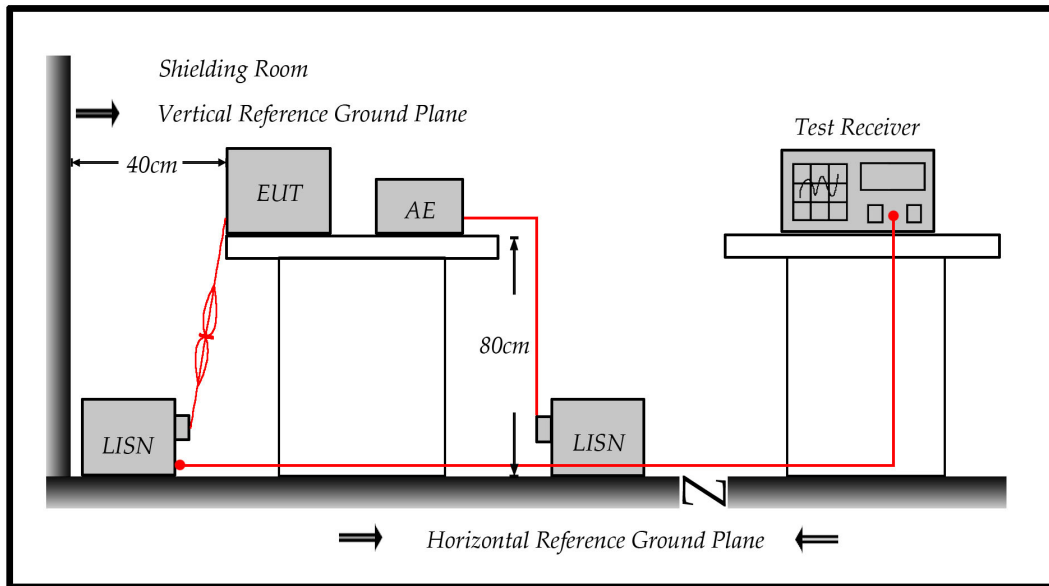 Shielding Room
Vertical Reference Ground Plane
Test Receiver
40cm
EUT
AE
80cm
LISN
LISN
Horizontal Reference Ground Plane